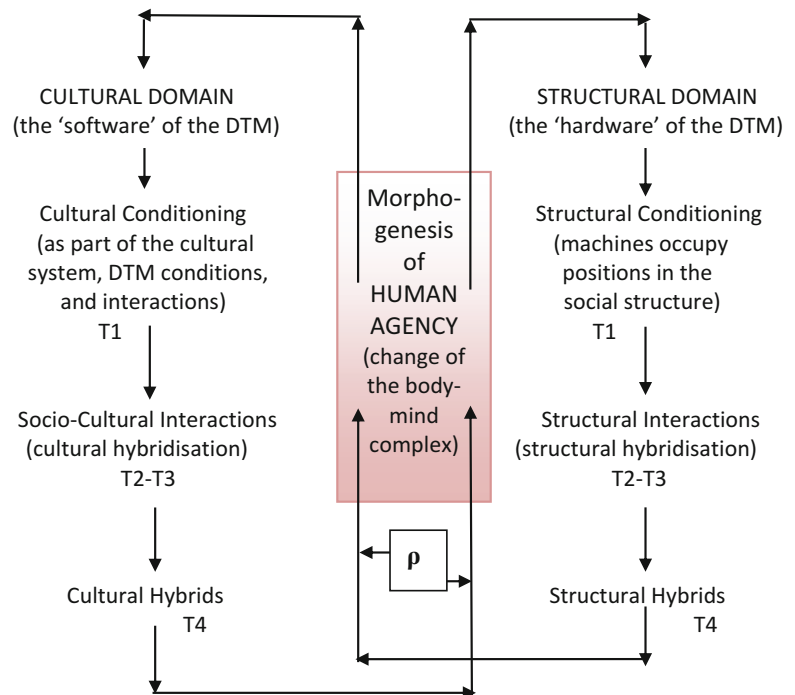 CULTURAL DOMAIN
(the ‘software’ of the DTM)
Cultural Conditioning
(as part of the cultural
system, DTM conditions,
and interactions)
T1
Socio-Cultural Interactions
(cultural hybridisation)
T2-T3
Cultural Hybrids
T4
Morpho-
genesis
of
HUMAN
AGENCY
(change of
the body-
mind
complex)
ρ
STRUCTURAL DOMAIN
(the ‘hardware’ of the DTM)
Structural Conditioning
(machines occupy
positions in the
social structure)
T1
Structural Interactions
(structural hybridisation)
T2-T3
Structural Hybrids
T4